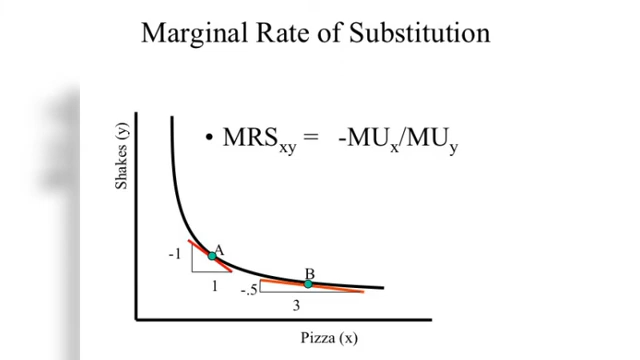 Marginal Rate of Substitution
• MRSxy = -MUx/MUy
Shakes (y)
A
-1
1
B
-.5
3
Pizza (x)